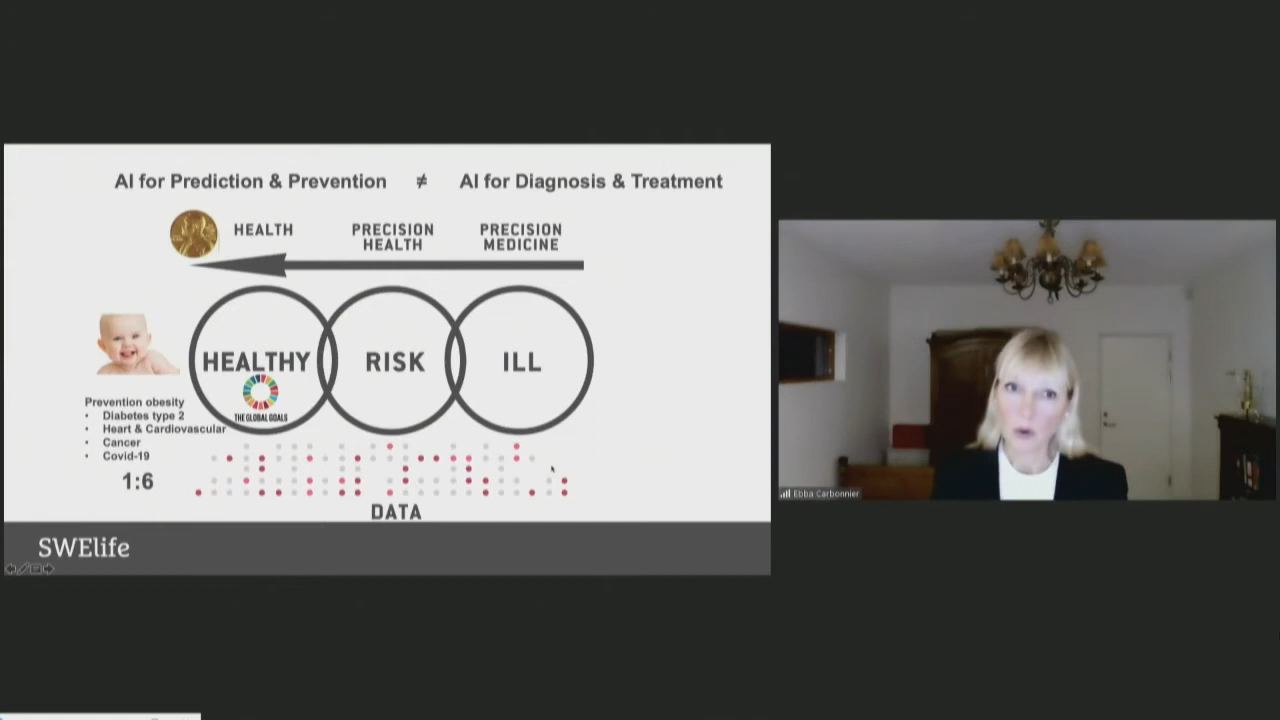 AI for Prediction & Prevention ≠ AI for Diagnosis & Treatment
HEALTH
PRECISION
HEALTH
PRECISION
MEDICINE
HEALTHY
RISK
ILL
THE GLOBAL GOALS
Prevention obesity
• Diabetes type 2
• Heart & Cardiovascular
• Cancer
• Covid-19
1:6
DATA
SWElife
Ebba Carbonnier